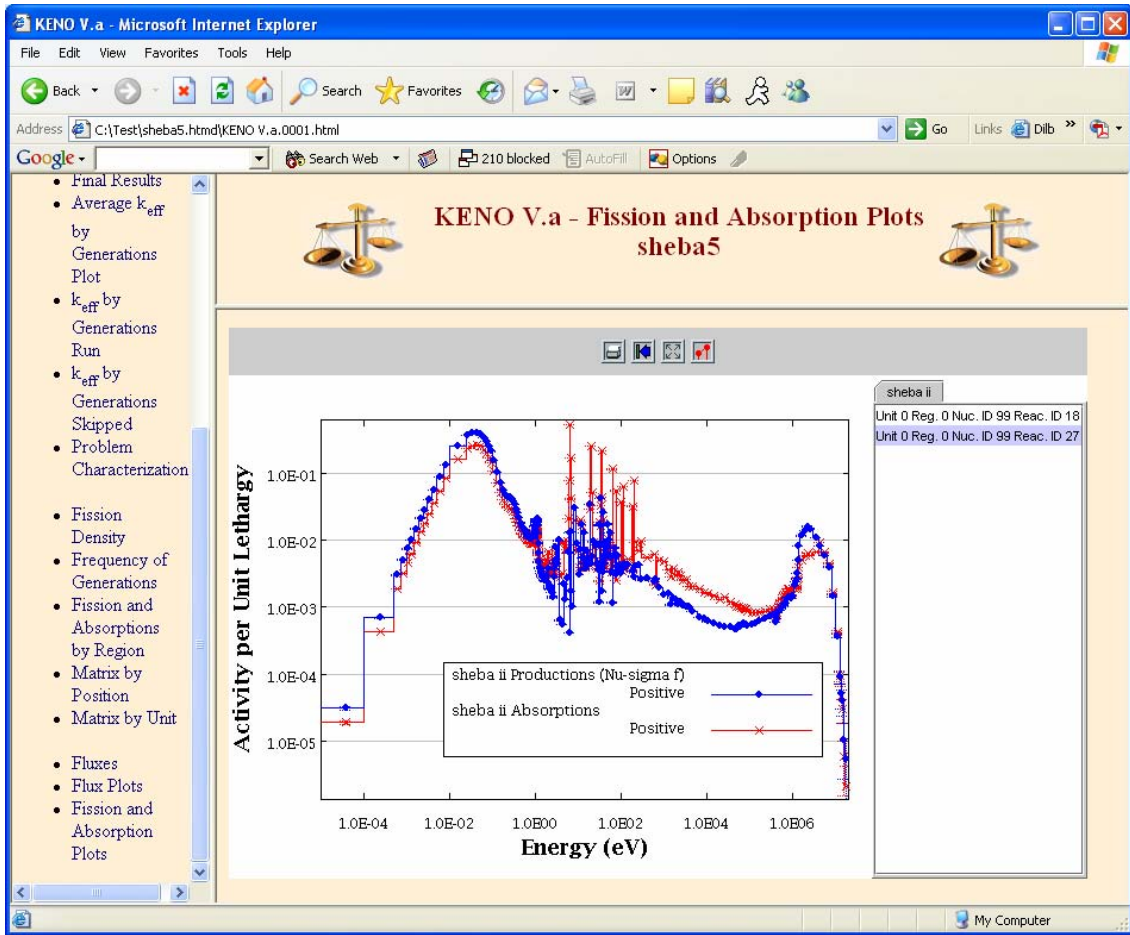 KENO V.a - Microsoft Internet Explorer
File Edit View Favorites Tools Help
Back Search Favorites
Address C:\Test\sheba5.htmd\KENO V.a.0001.html Go Links Dilb »
Google Search Web 210 blocked AutoFill Options
Final Results
Average keff
by
Generations
Plot
keff by
Generations
Run
keff by
Generations
Skipped
Problem
Characterization
Fission
Density
Frequency of
Generations
Fission and
Absorptions
by Region
Matrix by
Position
Matrix by Unit
Fluxes
Flux Plots
Fission and
Absorption
Plots
KENO V.a - Fission and Absorption Plots
sheba5
sheba ii
Unit 0 Reg. 0 Nuc. ID 99 Reac. ID 18
Unit 0 Reg. 0 Nuc. ID 99 Reac. ID 27
Activity per Unit Lethargy
1.0E-01
1.0E-02
1.0E-03
1.0E-04
1.0E-05
sheba ii Productions (Nu-sigma f)
Positive
sheba ii Absorptions
Positive
1.0E-04 1.0E-02 1.0E00 1.0E02 1.0E04 1.0E06
Energy (eV)
My Computer